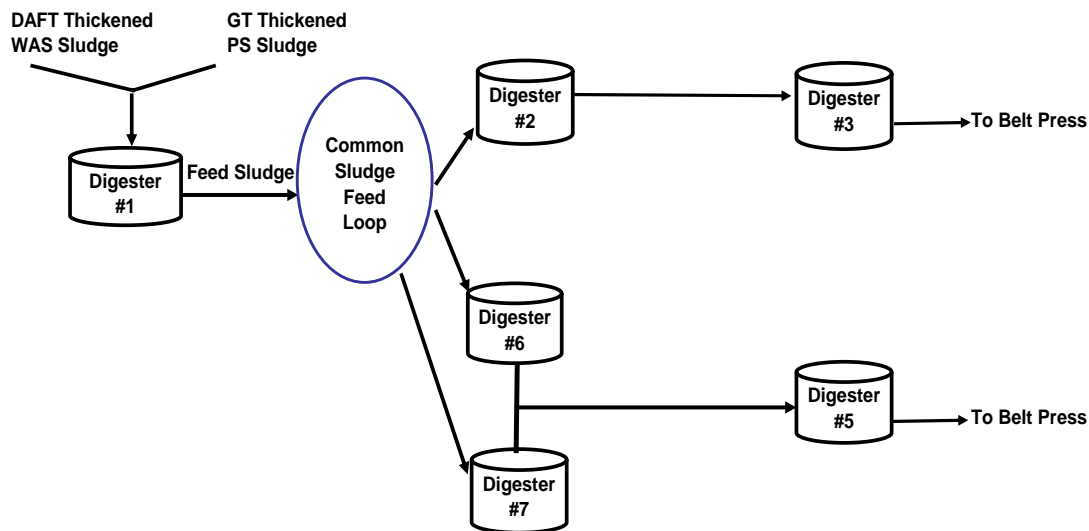 DAFT Thickened
WAS Sludge
GT Thickened
PS Sludge
Digester
#1
Feed Sludge
Common
Sludge
Feed
Loop
Digester
#2
Digester
#3
To Belt Press
Digester
#6
Digester
#7
Digester
#5
To Belt Press